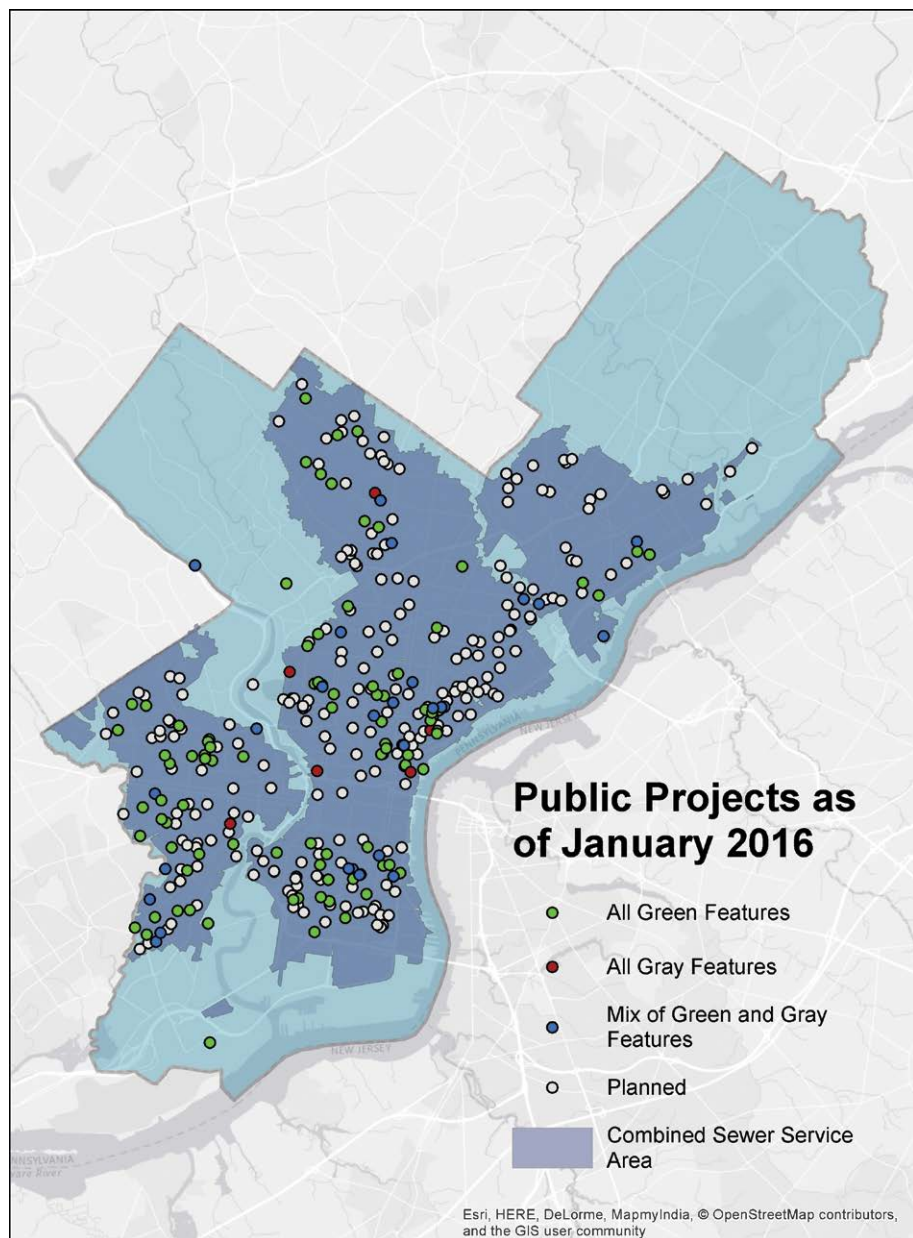 PENNSYLVANIA
NEW JERSEY
Public Projects as
of January 2016
All Green Features
All Gray Features
Mix of Green and Gray
Features
Planned
Combined Sewer Service
Area
NEW JERSEY
PENNSYLVANIA
River
Esri, HERE, DeLorme, MapmyIndia, © OpenStreetMap contributors,
and the GIS user community